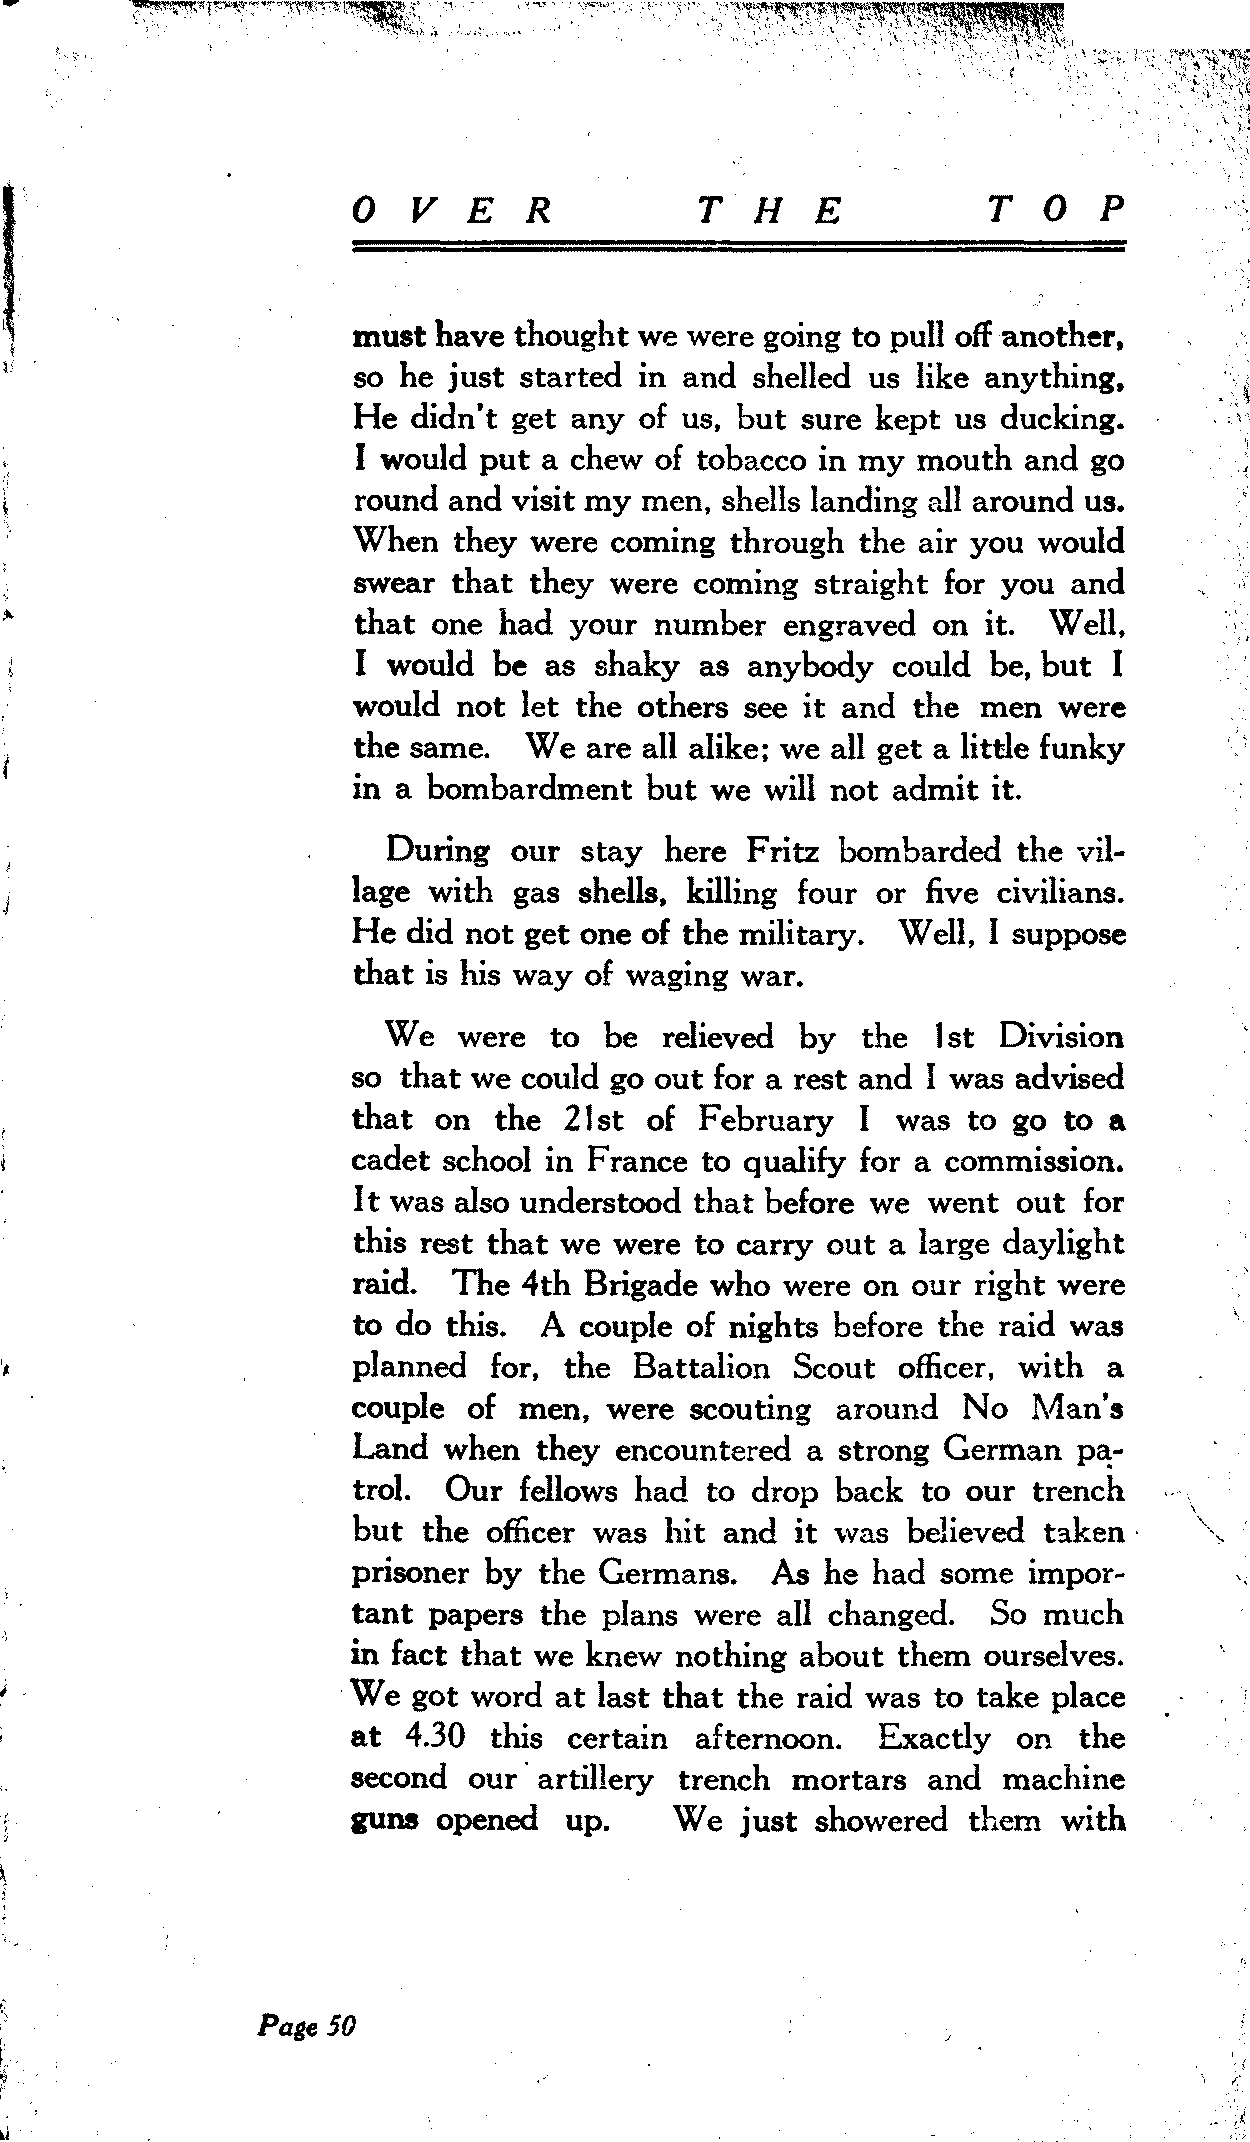 OVER THE TOP
must have thought we were going to pull off another,
so he just started in and shelled us like anything,
He didn't get any of us, but sure kept us ducking.
I would put a chew of tobacco in my mouth and go
round and visit my men, shells landing all around us.
When they were coming through the air you would
swear that they were coming straight for you and
that one had your number engraved on it. Well,
I would be as shaky as anybody could be, but I
would not let the others see it and the men were
the same. We are all alike; we all get a little funky
in a bombardment but we will not admit it.
During our stay here Fritz bombarded the vil-
lage with gas shells, killing four or five civilians.
He did not get one of the military. Well, I suppose
that is his way of waging war.
We were to be relieved by the 1st Division
so that we could go out for a rest and I was advised
that on the 21st of February I was to go to a
cadet school in France to qualify for a commission.
It was also understood that before we went out for
this rest that we were to carry out a large daylight
raid. The 4th Brigade who were on our right were
to do this. A couple of nights before the raid was
planned for, the Battalion Scout officer, with a
couple of men, were scouting around No Man's
Land when they encountered a strong German pa-
trol. Our fellows had to drop back to our trench
but the officer was hit and it was believed taken
prisoner by the Germans. As he had some impor-
tant papers the plans were all changed. So much
in fact that we knew nothing about them ourselves.
We got word at last that the raid was to take place
at 4.30 this certain afternoon. Exactly on the
second our artillery trench mortars and machine
guns opened up. We just showered them with
Page 50